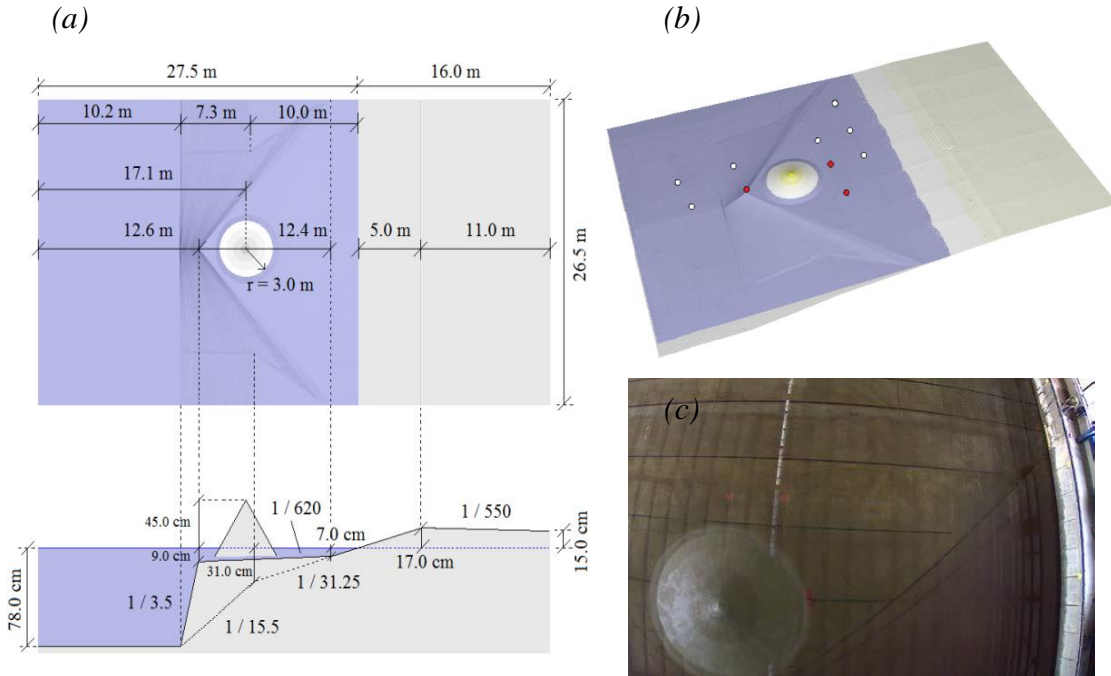 (a)
27.5 m
16.0 m
10.2 m
7.3 m
10.0 m
17.1 m
12.6 m
12.4 m
5.0 m
11.0 m
r = 3.0 m
26.5 m
45.0 cm
1 / 620
1 / 550
7.0 cm
9.0 cm
31.0 cm
17.0 cm
15.0 cm
1 / 31.25
78.0 cm
1 / 3.5
1 / 15.5
(b)
(c)